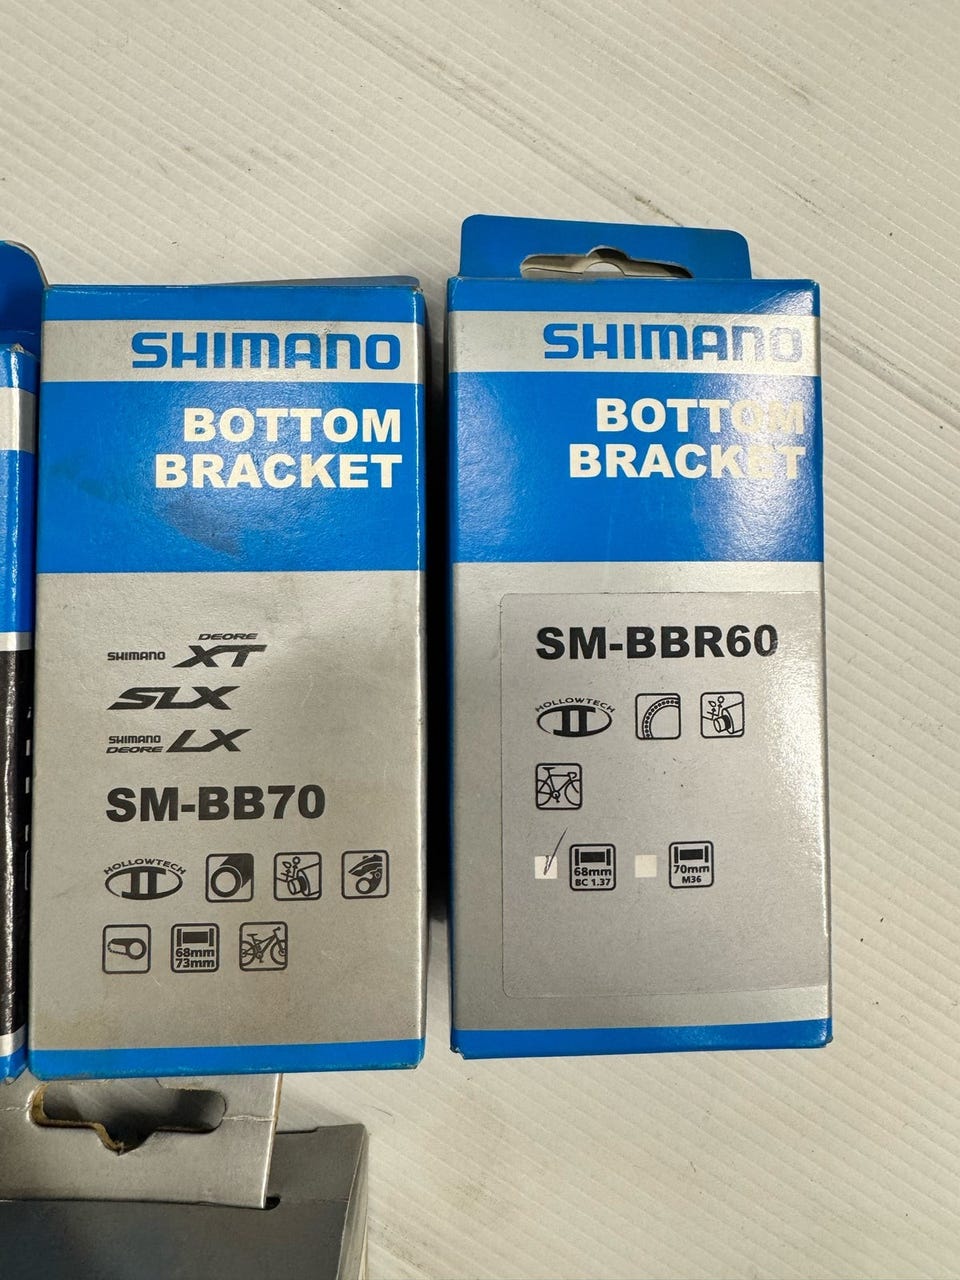 SHIMANO
BOTTOM
BRACKET
DEORE
SHIMANO XT
SLX
SHIMANO
DEORE LX
SM-BB70
HOLLOWTECH
II
68mm
73mm
SHIMANO
BOTTOM
BRACKET
SM-BBR60
HOLLOWTECH
II
68mm
BC 1.37
70mm
M36